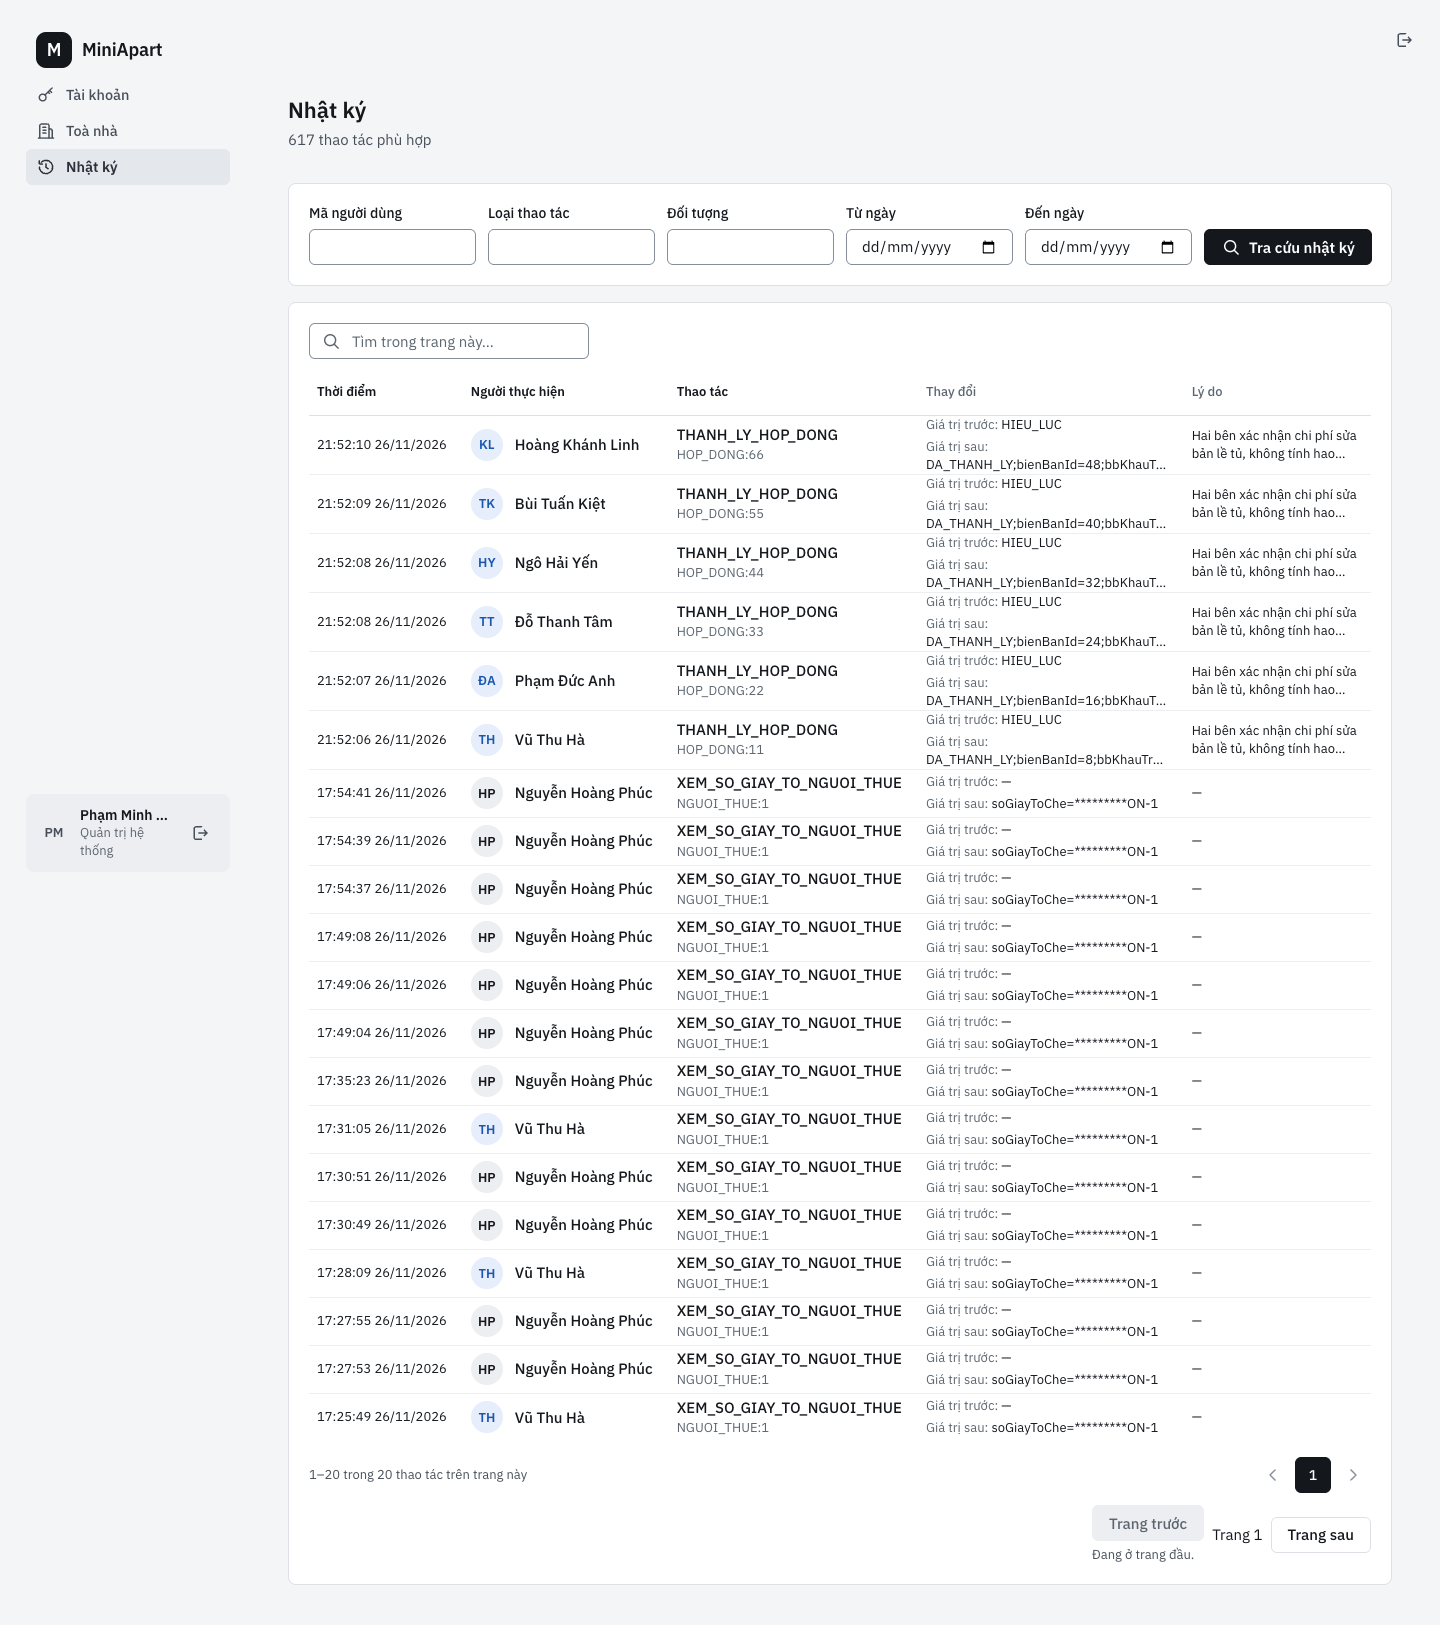 M MiniApart
Tài khoản
Toà nhà
Nhật ký
Phạm Minh ...
PM
Quản trị hệ
thống
Nhật ký
617 thao tác phù hợp
Mã người dùng Loại thao tác Đối tượng Từ ngày Đến ngày
dd/mm/yyyy dd/mm/yyyy Tra cứu nhật ký
Tìm trong trang này...
Thời điểm Người thực hiện Thao tác Thay đổi Lý do
21:52:10 26/11/2026 KL Hoàng Khánh Linh THANH_LY_HOP_DONG HOP_DONG:66 Giá trị trước: HIEU_LUC
Giá trị sau:
DA_THANH_LY;bienBanId=48;bbKhauT...
Hai bên xác nhận chi phí sửa
bản lề tủ, không tính hao...
21:52:09 26/11/2026 TK Bùi Tuấn Kiệt THANH_LY_HOP_DONG HOP_DONG:55 Giá trị trước: HIEU_LUC
Giá trị sau:
DA_THANH_LY;bienBanId=40;bbKhauT...
Hai bên xác nhận chi phí sửa
bản lề tủ, không tính hao...
21:52:08 26/11/2026 HY Ngô Hải Yến THANH_LY_HOP_DONG HOP_DONG:44 Giá trị trước: HIEU_LUC
Giá trị sau:
DA_THANH_LY;bienBanId=32;bbKhauT...
Hai bên xác nhận chi phí sửa
bản lề tủ, không tính hao...
21:52:08 26/11/2026 TT Đỗ Thanh Tâm THANH_LY_HOP_DONG HOP_DONG:33 Giá trị trước: HIEU_LUC
Giá trị sau:
DA_THANH_LY;bienBanId=24;bbKhauT...
Hai bên xác nhận chi phí sửa
bản lề tủ, không tính hao...
21:52:07 26/11/2026 ĐA Phạm Đức Anh THANH_LY_HOP_DONG HOP_DONG:22 Giá trị trước: HIEU_LUC
Giá trị sau:
DA_THANH_LY;bienBanId=16;bbKhauT...
Hai bên xác nhận chi phí sửa
bản lề tủ, không tính hao...
21:52:06 26/11/2026 TH Vũ Thu Hà THANH_LY_HOP_DONG HOP_DONG:11 Giá trị trước: HIEU_LUC
Giá trị sau:
DA_THANH_LY;bienBanId=8;bbKhauTr...
Hai bên xác nhận chi phí sửa
bản lề tủ, không tính hao...
17:54:41 26/11/2026 HP Nguyễn Hoàng Phúc XEM_SO_GIAY_TO_NGUOI_THUE NGUOI_THUE:1 Giá trị trước: —
Giá trị sau: soGiayToChe=*********ON-1 —
17:54:39 26/11/2026 HP Nguyễn Hoàng Phúc XEM_SO_GIAY_TO_NGUOI_THUE NGUOI_THUE:1 Giá trị trước: —
Giá trị sau: soGiayToChe=*********ON-1 —
17:54:37 26/11/2026 HP Nguyễn Hoàng Phúc XEM_SO_GIAY_TO_NGUOI_THUE NGUOI_THUE:1 Giá trị trước: —
Giá trị sau: soGiayToChe=*********ON-1 —
17:49:08 26/11/2026 HP Nguyễn Hoàng Phúc XEM_SO_GIAY_TO_NGUOI_THUE NGUOI_THUE:1 Giá trị trước: —
Giá trị sau: soGiayToChe=*********ON-1 —
17:49:06 26/11/2026 HP Nguyễn Hoàng Phúc XEM_SO_GIAY_TO_NGUOI_THUE NGUOI_THUE:1 Giá trị trước: —
Giá trị sau: soGiayToChe=*********ON-1 —
17:49:04 26/11/2026 HP Nguyễn Hoàng Phúc XEM_SO_GIAY_TO_NGUOI_THUE NGUOI_THUE:1 Giá trị trước: —
Giá trị sau: soGiayToChe=*********ON-1 —
17:35:23 26/11/2026 HP Nguyễn Hoàng Phúc XEM_SO_GIAY_TO_NGUOI_THUE NGUOI_THUE:1 Giá trị trước: —
Giá trị sau: soGiayToChe=*********ON-1 —
17:31:05 26/11/2026 TH Vũ Thu Hà XEM_SO_GIAY_TO_NGUOI_THUE NGUOI_THUE:1 Giá trị trước: —
Giá trị sau: soGiayToChe=*********ON-1 —
17:30:51 26/11/2026 HP Nguyễn Hoàng Phúc XEM_SO_GIAY_TO_NGUOI_THUE NGUOI_THUE:1 Giá trị trước: —
Giá trị sau: soGiayToChe=*********ON-1 —
17:30:49 26/11/2026 HP Nguyễn Hoàng Phúc XEM_SO_GIAY_TO_NGUOI_THUE NGUOI_THUE:1 Giá trị trước: —
Giá trị sau: soGiayToChe=*********ON-1 —
17:28:09 26/11/2026 TH Vũ Thu Hà XEM_SO_GIAY_TO_NGUOI_THUE NGUOI_THUE:1 Giá trị trước: —
Giá trị sau: soGiayToChe=*********ON-1 —
17:27:55 26/11/2026 HP Nguyễn Hoàng Phúc XEM_SO_GIAY_TO_NGUOI_THUE NGUOI_THUE:1 Giá trị trước: —
Giá trị sau: soGiayToChe=*********ON-1 —
17:27:53 26/11/2026 HP Nguyễn Hoàng Phúc XEM_SO_GIAY_TO_NGUOI_THUE NGUOI_THUE:1 Giá trị trước: —
Giá trị sau: soGiayToChe=*********ON-1 —
17:25:49 26/11/2026 TH Vũ Thu Hà XEM_SO_GIAY_TO_NGUOI_THUE NGUOI_THUE:1 Giá trị trước: —
Giá trị sau: soGiayToChe=*********ON-1 —
1–20 trong 20 thao tác trên trang này 1
Trang trước Trang 1 Trang sau
Đang ở trang đầu.